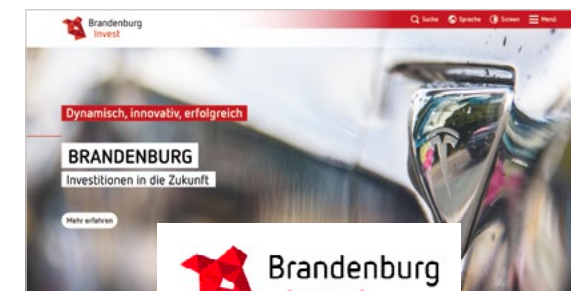 Brandenburg
Invest
Suche
Sprache
Screen
Menü
Dynamisch, innovativ, erfolgreich
BRANDENBURG
Investitionen in die Zukunft
Mehr erfahren
Brandenburg